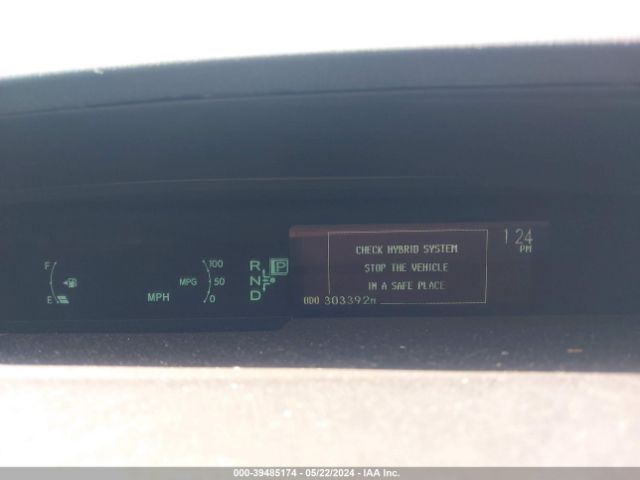 CHECK HYBRID SYSTEM
STOP THE VEHICLE
IN A SAFE PLACE
1 24
PM
ODO 303392M
F
E
100
MPG 50
0
MPH
R P
N
D
000-39485174 - 05/22/2024 - IAA Inc.